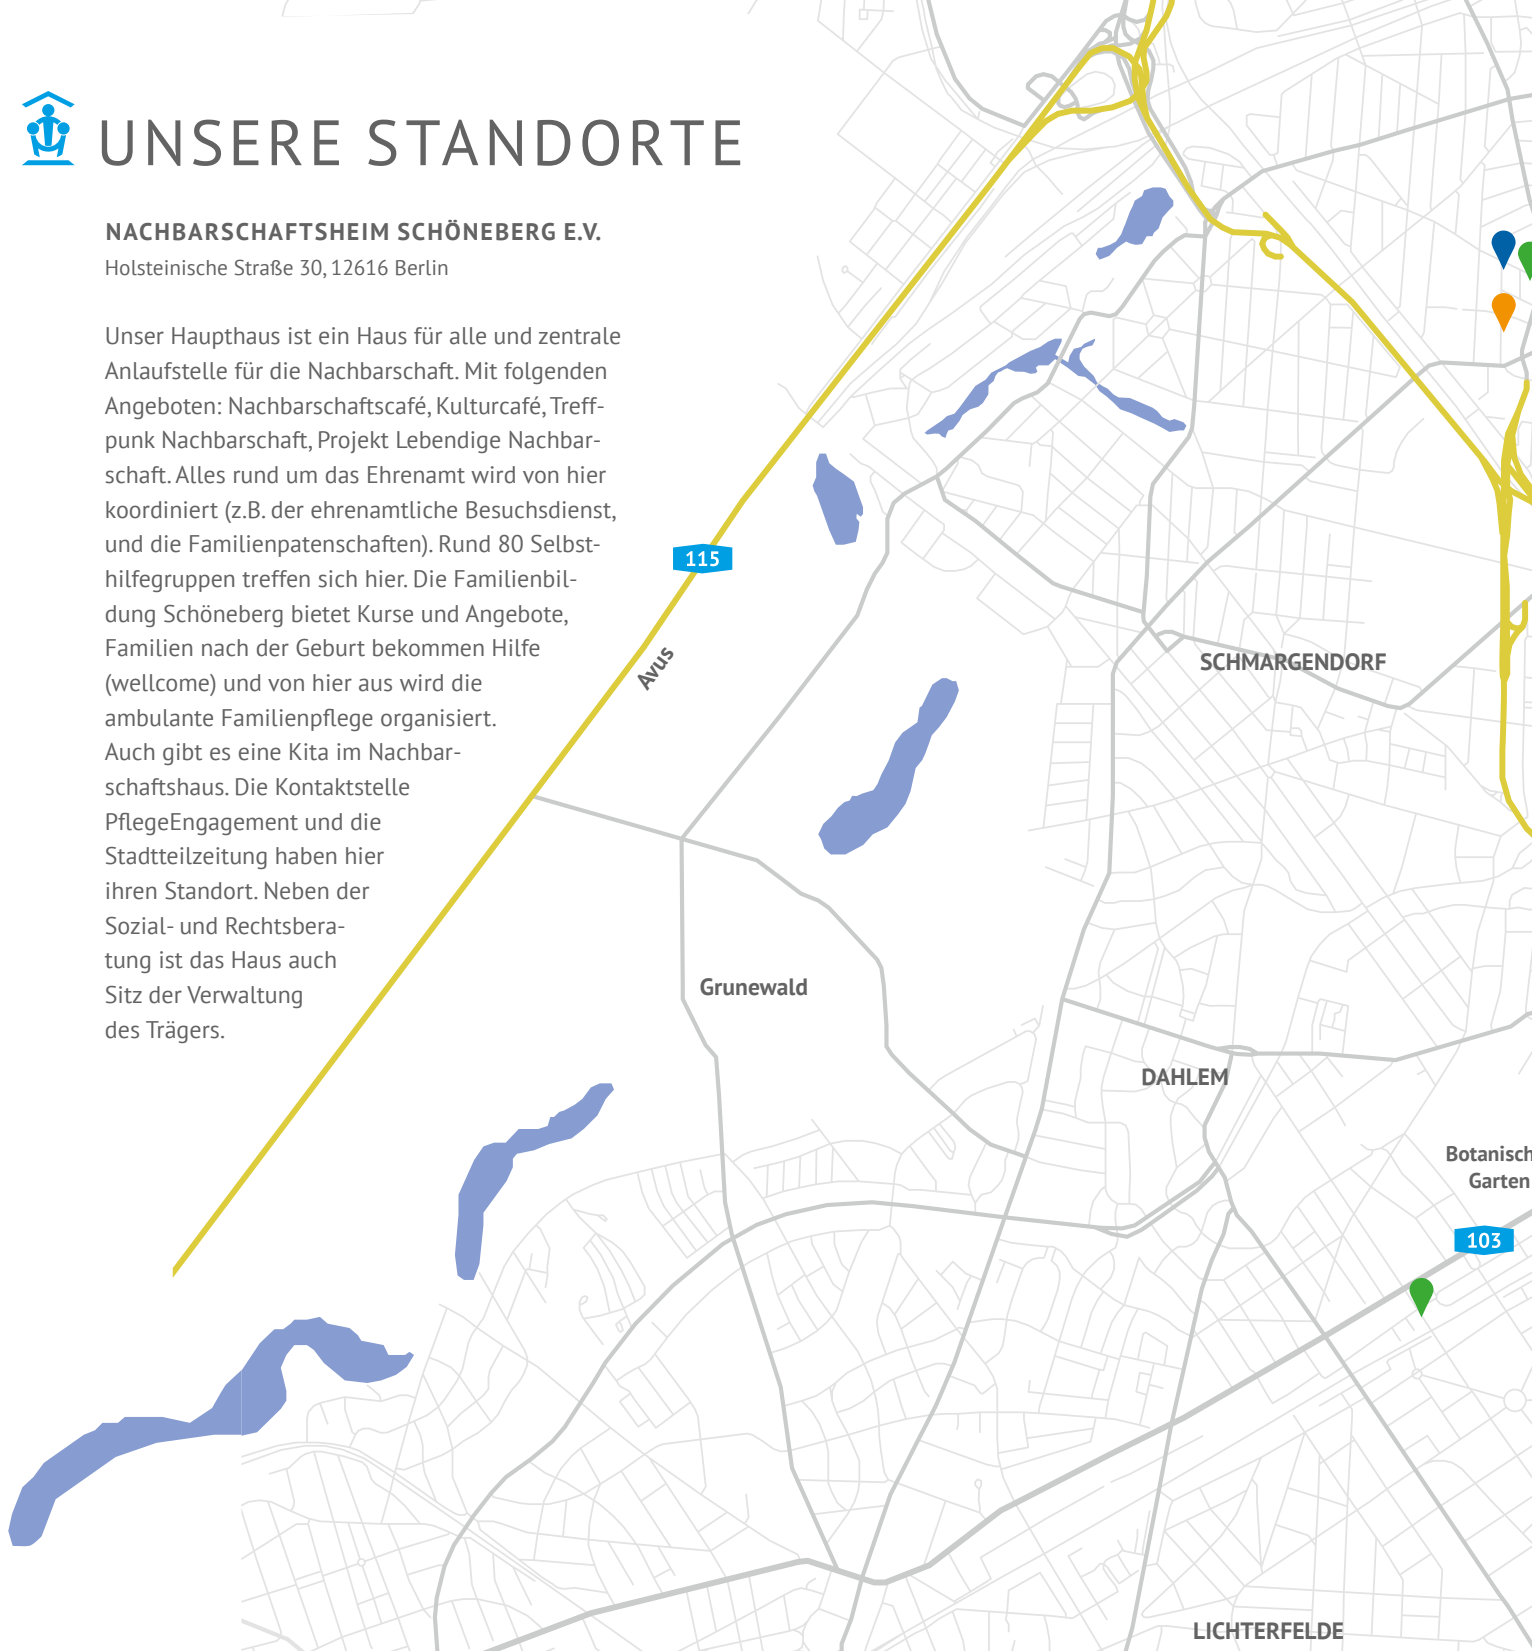 UNSERE STANDORTE
NACHBARSCHAFTSHEIM SCHÖNEBERG E.V.
Holsteinische Straße 30, 12616 Berlin
Unser Haupthaus ist ein Haus für alle und zentrale
Anlaufstelle für die Nachbarschaft. Mit folgenden
Angeboten: Nachbarschaftscafé, Kulturcafé, Treff-
punk Nachbarschaft, Projekt Lebendige Nachbar-
schaft. Alles rund um das Ehrenamt wird von hier
koordiniert (z.B. der ehrenamtliche Besuchsdienst,
und die Familienpatenschaften). Rund 80 Selbst-
hilfegruppen treffen sich hier. Die Familienbil-
dung Schöneberg bietet Kurse und Angebote,
Familien nach der Geburt bekommen Hilfe
(wellcome) und von hier aus wird die
ambulante Familienpflege organisiert.
Auch gibt es eine Kita im Nachbar-
schaftshaus. Die Kontaktstelle
PflegeEngagement und die
Stadtteilzeitung haben hier
ihren Standort. Neben der
Sozial- und Rechtsbera-
tung ist das Haus auch
Sitz der Verwaltung
des Trägers.
115
Avus
SCHMARGENDORF
Grunewald
DAHLEM
Botanisch
Garten
103
LICHTERFELDE